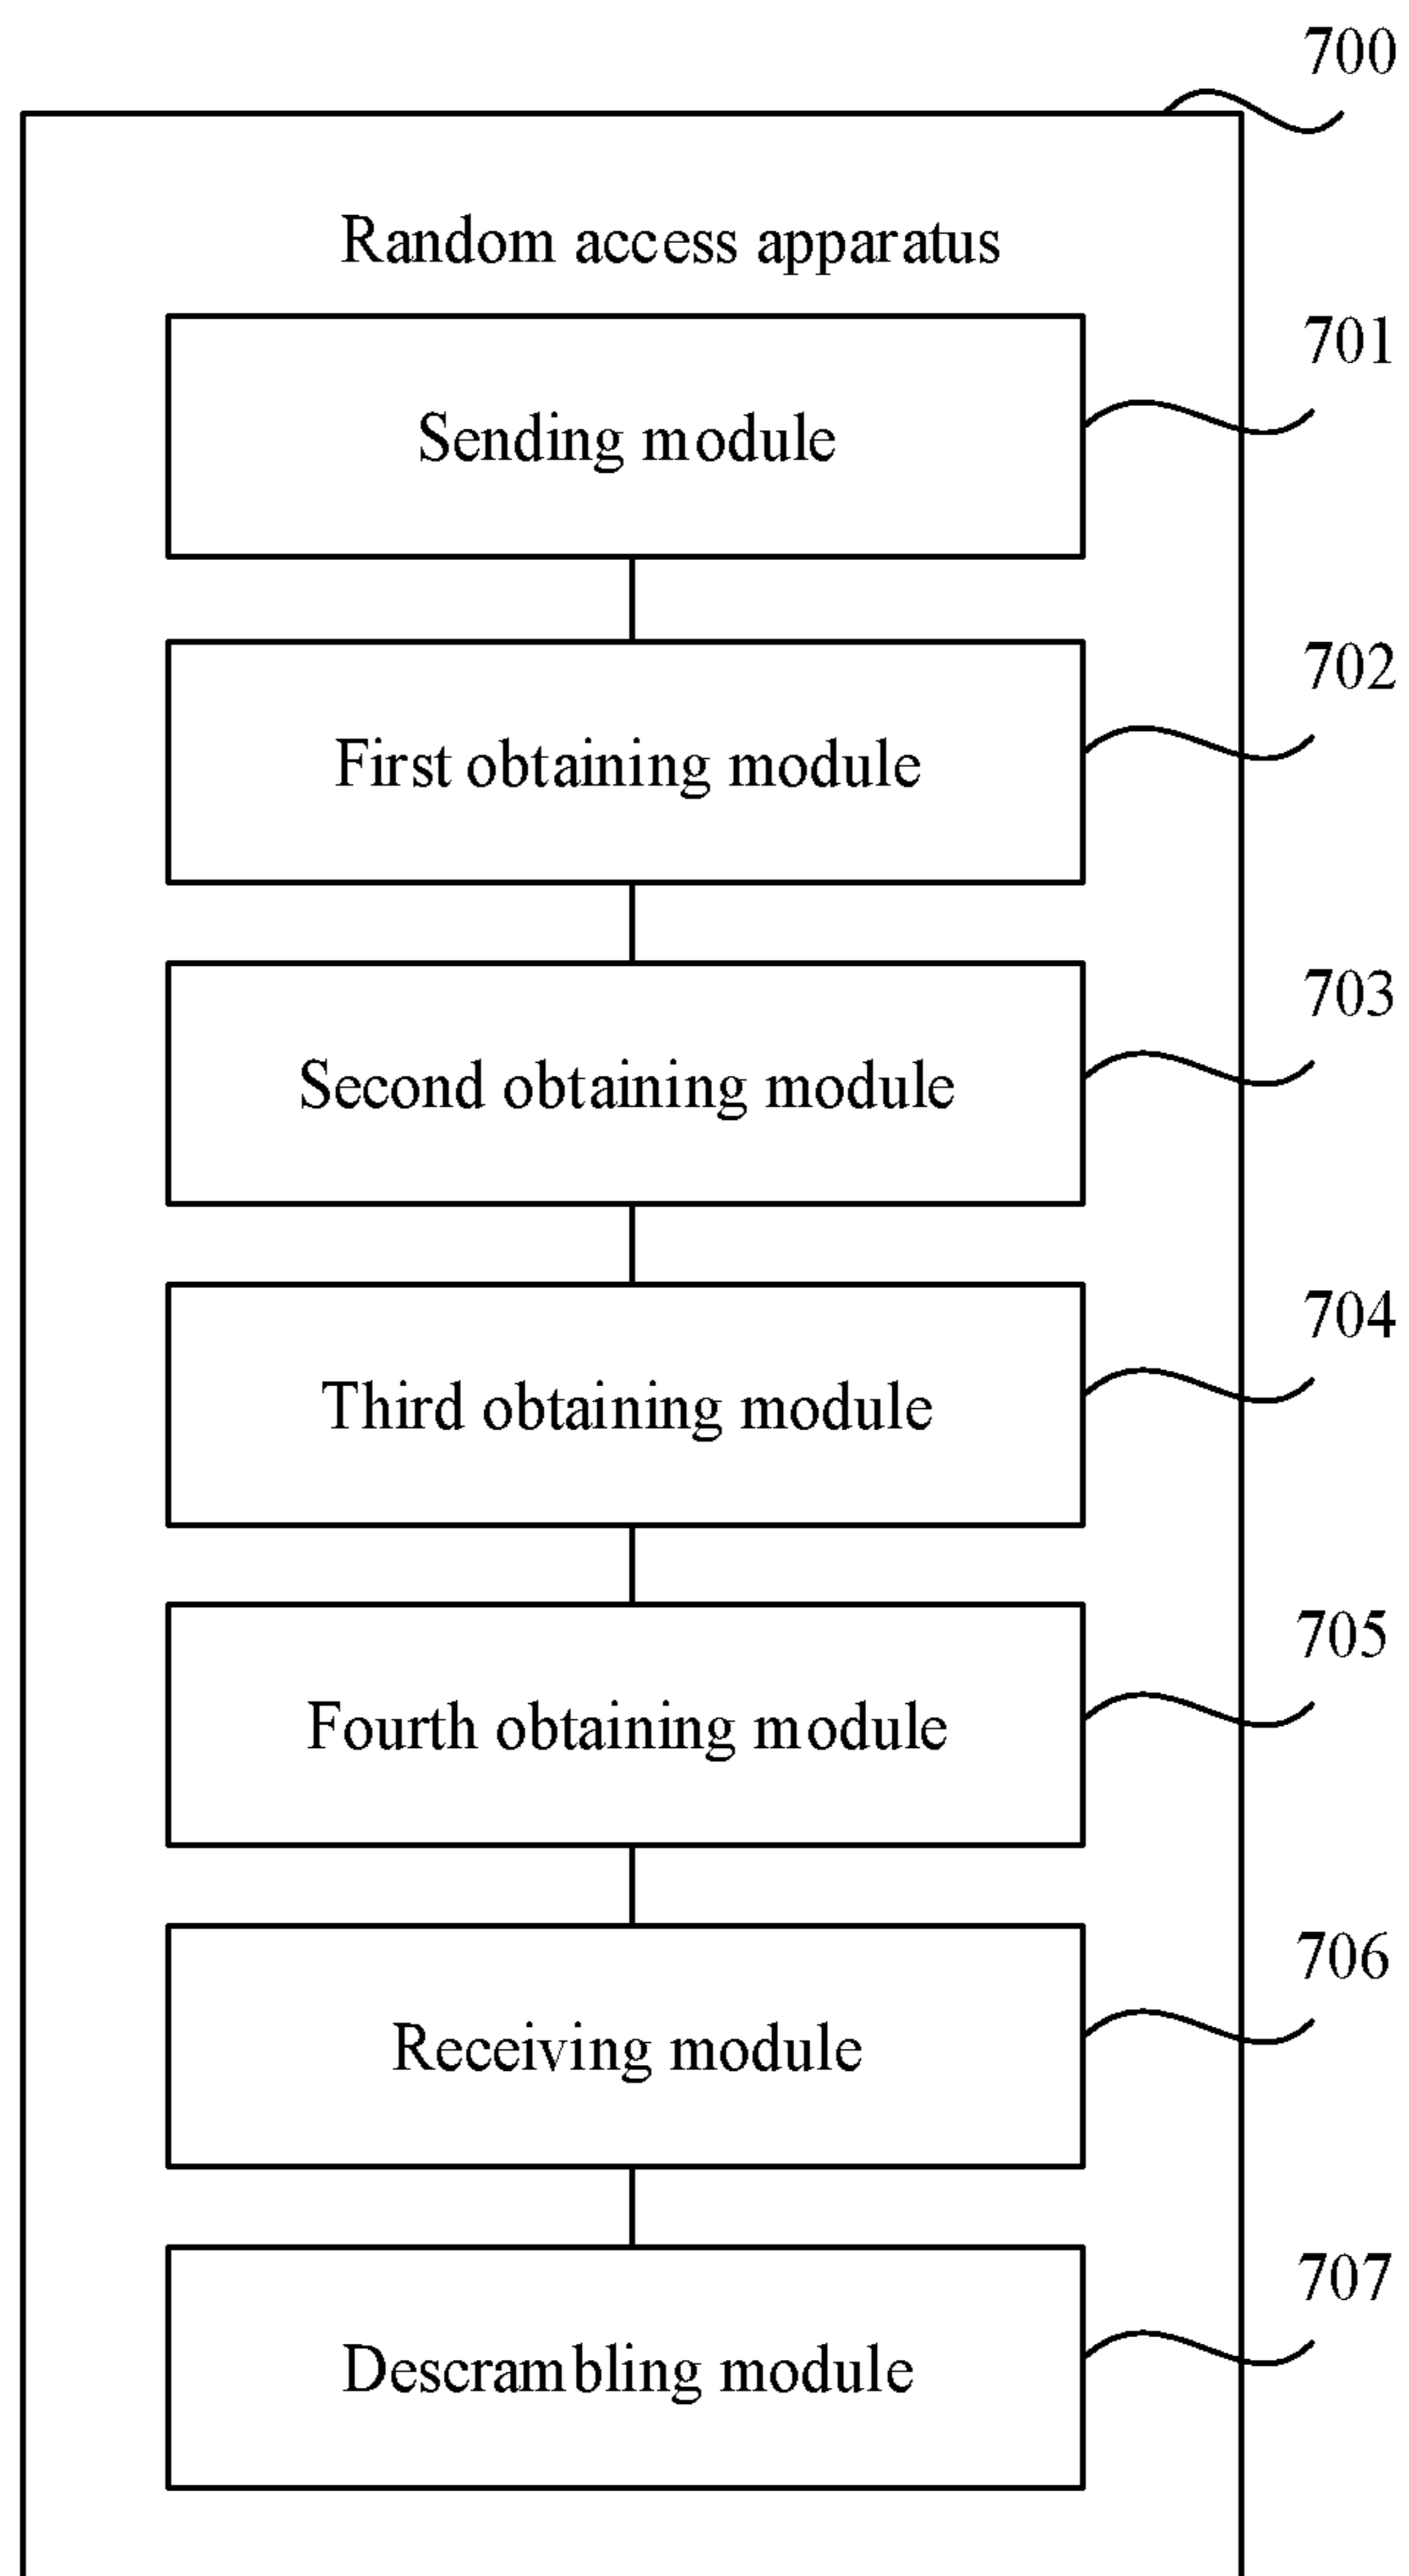 700
Random access apparatus
701
Sending module
702
First obtaining module
703
Second obtaining module
704
Third obtaining module
705
Fourth obtaining module
706
Receiving module
707
Descrambling module